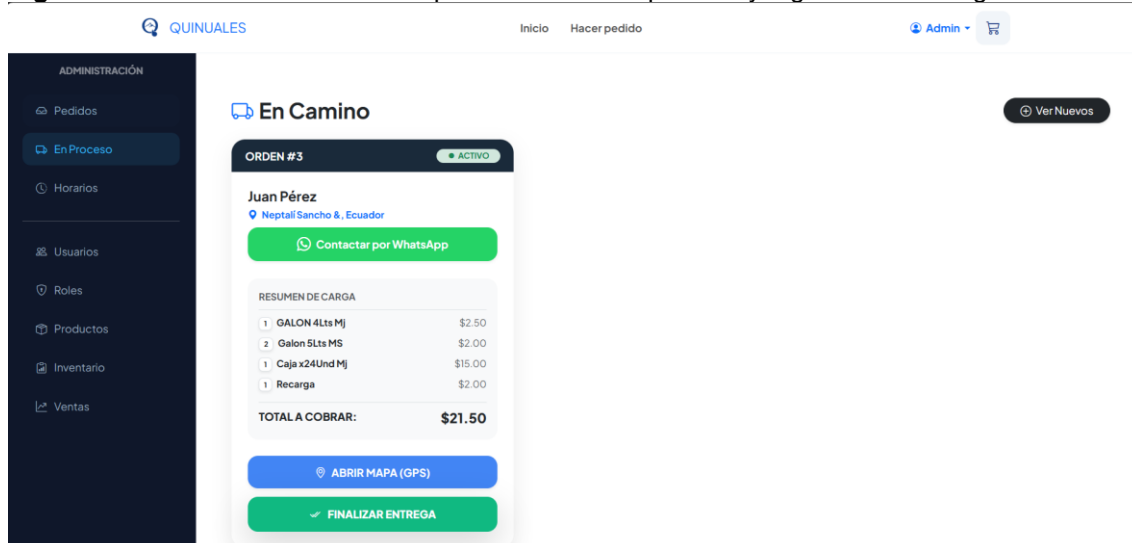 QUINUALES
Inicio Hacer pedido
Admin
ADMINISTRACIÓN
Pedidos
En Proceso
Horarios
Usuarios
Roles
Productos
Inventario
Ventas
En Camino
Ver Nuevos
ORDEN #3
ACTIVO
Juan Pérez
Neptalí Sancho &, Ecuador
Contactar por WhatsApp
RESUMEN DE CARGA
1 GALON 4Lts Mj $2.50
2 Galon 5Lts MS $2.00
1 Caja x24Und Mj $15.00
1 Recarga $2.00
TOTAL A COBRAR: $21.50
ABRIR MAPA (GPS)
FINALIZAR ENTREGA